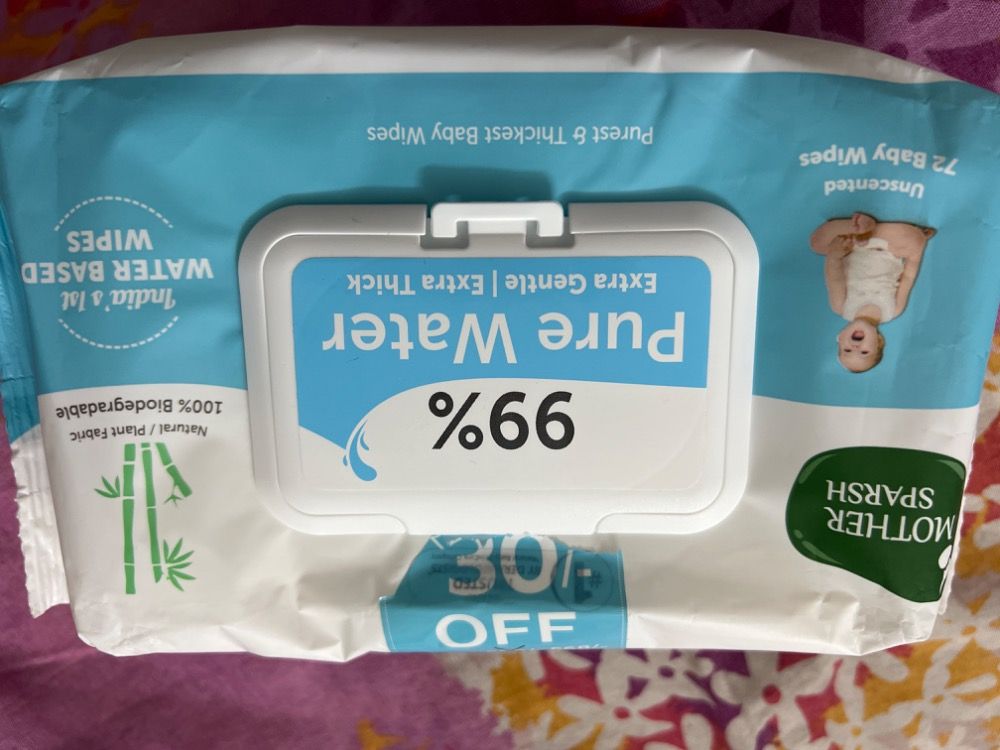 MOTHER
SPARSH
30
OFF
99%
Pure Water
Extra Gentle | Extra Thick
Natural / Plant Fabric
100% Biodegradable
India's 1st
WATER BASED
WIPES
Unscented
72 Baby Wipes
Purest & Thickest Baby Wipes